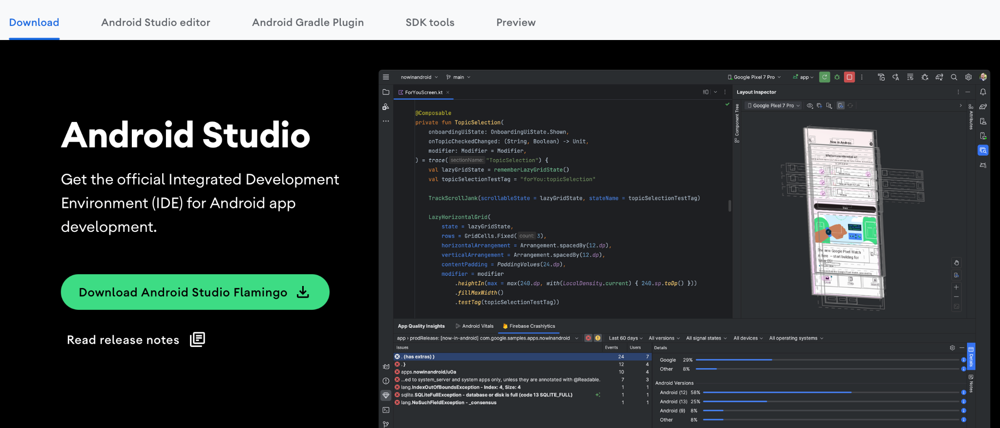 Download
Android Studio editor
Android Gradle Plugin
SDK tools
Preview
Android Studio
Get the official Integrated Development
Environment (IDE) for Android app
development.
Download Android Studio Flamingo
Read release notes
nowinandroid
main
Google Pixel 7 Pro
app
ForYouScreen.kt
@Composable
private fun TopicSelection(
onboardingUiState: OnboardingUiState.Shown,
onTopicCheckedChanged: (String, Boolean) -> Unit,
modifier: Modifier = Modifier,
) = trace( sectionName: "TopicSelection") {
val lazyGridState = rememberLazyGridState()
val topicSelectionTestTag = "forYou:topicSelection"
TrackScrollJank(scrollableState = lazyGridState, stateName = topicSelectionTestTag)
LazyHorizontalGrid(
state = lazyGridState,
rows = GridCells.Fixed( count: 3),
horizontalArrangement = Arrangement.spacedBy(12.dp),
verticalArrangement = Arrangement.spacedBy(12.dp),
contentPadding = PaddingValues(24.dp),
modifier = modifier
.heightIn(max = max(240.dp, with(LocalDensity.current) { 240.sp.toDp() }))
.fillMaxWidth()
.testTag(topicSelectionTestTag))
Layout Inspector
Google Pixel 7 Pro
Component Tree
Attributes
Now in Android
What are you interested in?
The new Google Pixel Watch
is here — start building for
Wear OS!
App Quality Insights
Android Vitals
Firebase Crashlytics
app › prodRelease: [now-in-android] com.google.samples.apps.nowinandroid
Last 60 days
All versions
All signal states
All devices
All operating systems
Issues Events Users
. (has extras) } 24 7
. } 12 4
apps.nowinandroid/u0a 10 4
...ed to system_server and system apps only, unless they are annotated with @Readable. 7 3
lang.IndexOutOfBoundsException - Index: 4, Size: 4 1 1
sqlite.SQLiteFullException - database or disk is full (code 13 SQLITE_FULL) 1 1
lang.NoSuchFieldException - _consensus 1 1
Details
Google 29%
Other 8%
Android Versions
Android (12) 58%
Android (13) 25%
Android (9) 8%
Other 8%
Details
Notes